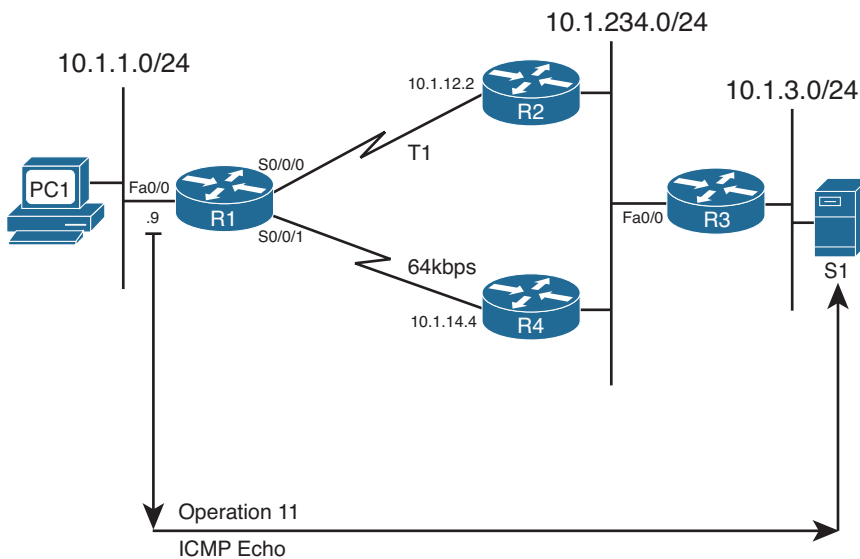 10.1.234.0/24
10.1.1.0/24
10.1.12.2
R2
10.1.3.0/24
T1
S0/0/0
PC1
Fa0/0
R1
.9
S0/0/1
Fa0/0
R3
S1
64kbps
10.1.14.4
R4
Operation 11
ICMP Echo